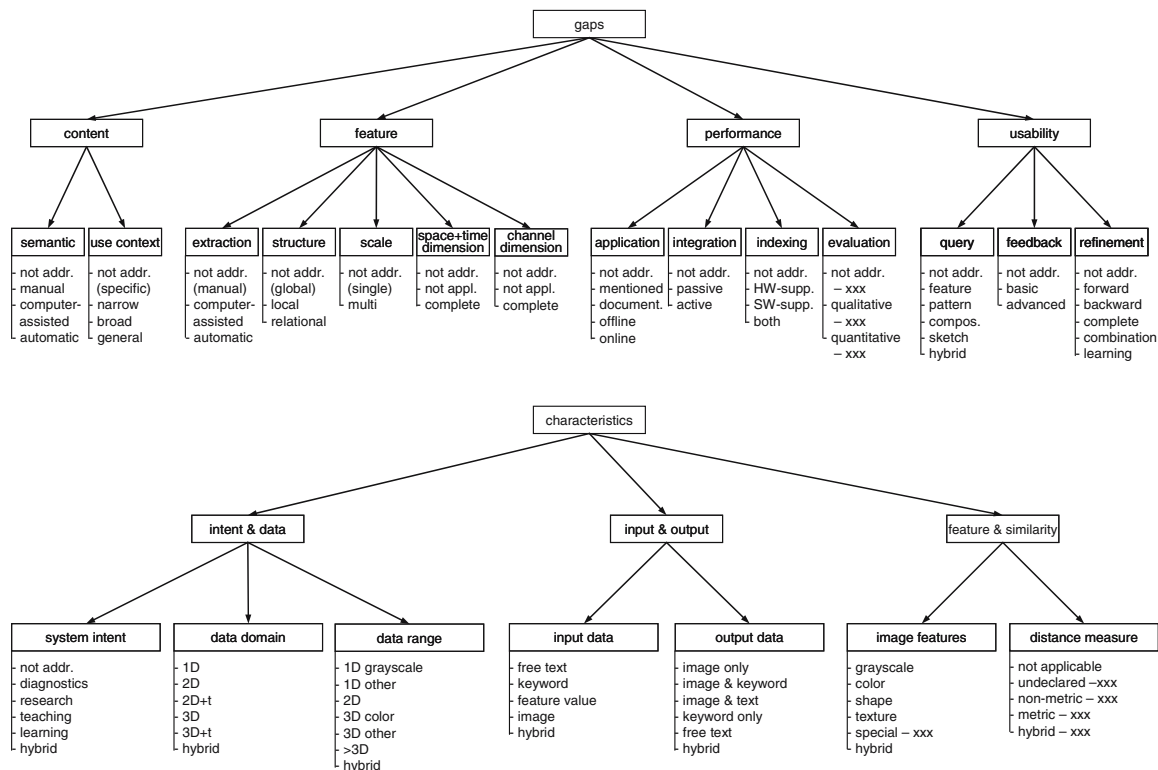 gaps
content
feature
performance
usability
semantic
- not addr.
- manual
- computer-
assisted
- automatic
use context
- not addr.
(specific)
- narrow
- broad
- general
extraction
- not addr.
(manual)
- computer-
assisted
- automatic
structure
- not addr.
(global)
- local
- relational
scale
- not addr.
(single)
- multi
space+time
dimension
- not addr.
- not appl.
- complete
channel
dimension
- not addr.
- not appl.
- complete
application
- not addr.
- mentioned
- document.
- offline
- online
integration
- not addr.
- passive
- active
indexing
- not addr.
- HW-supp.
- SW-supp.
- both
evaluation
- not addr.
– xxx
- qualitative
– xxx
- quantitative
– xxx
query
- not addr.
- feature
- pattern
- compos.
- sketch
- hybrid
feedback
- not addr.
- basic
- advanced
refinement
- not addr.
- forward
- backward
- complete
- combination
- learning
characteristics
intent & data
input & output
feature & similarity
system intent
- not addr.
- diagnostics
- research
- teaching
- learning
- hybrid
data domain
- 1D
- 2D
- 2D+t
- 3D
- 3D+t
- hybrid
data range
- 1D grayscale
- 1D other
- 2D
- 3D color
- 3D other
- >3D
- hybrid
input data
- free text
- keyword
- feature value
- image
- hybrid
output data
- image only
- image & keyword
- image & text
- keyword only
- free text
- hybrid
image features
- grayscale
- color
- shape
- texture
- special – xxx
- hybrid
distance measure
- not applicable
- undeclared –xxx
- non-metric – xxx
- metric – xxx
- hybrid – xxx